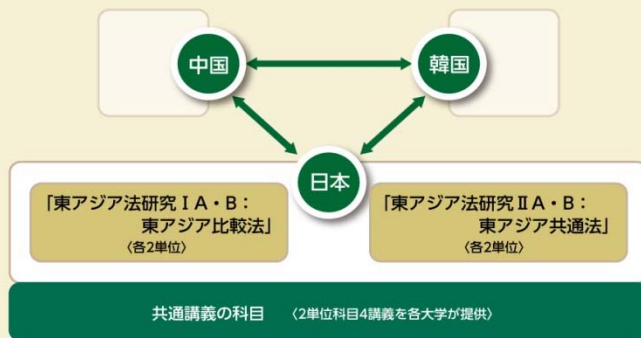 中国
韓国
日本
「東アジア法研究ⅠA・B：
東アジア比較法」
〈各2単位〉
「東アジア法研究ⅡA・B：
東アジア共通法」
〈各2単位〉
共通講義の科目 〈2単位科目4講義を各大学が提供〉